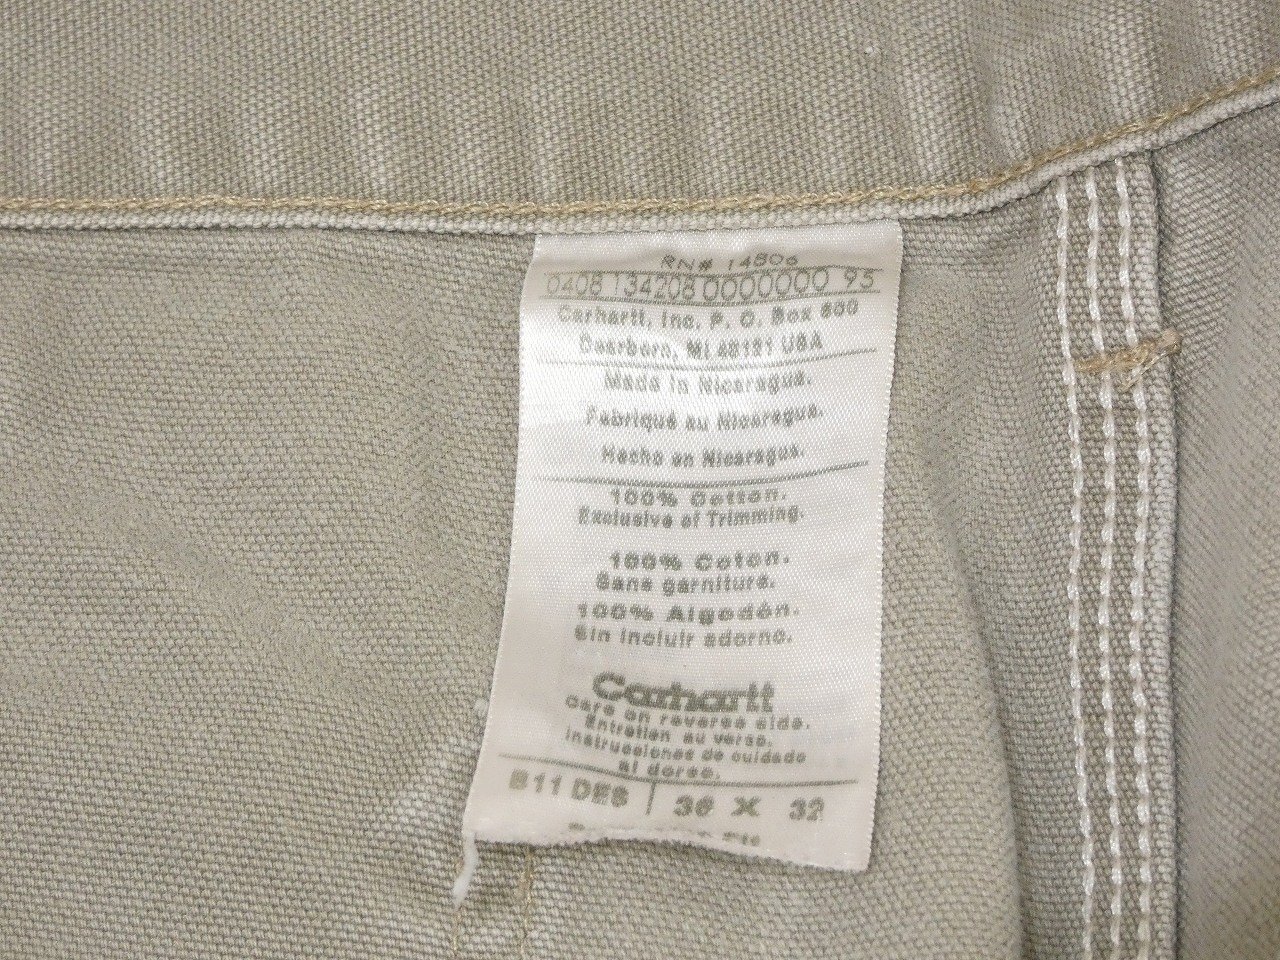 RN# 14806
0408 134208 0000000 95
Carhartt, Inc. P. O. Box 600
Dearborn, MI 48121 USA
Made in Nicaragua.
Fabriqué au Nicaragua.
Hecho en Nicaragua.
100% Cotton.
Exclusive of Trimming.
100% Coton.
Sans garniture.
100% Algodón.
Sin incluir adorno.
Carhartt
care on reverse side.
Entretien au verso.
instrucciones de cuidado
al dorso.
B11 DES | 36 X 32